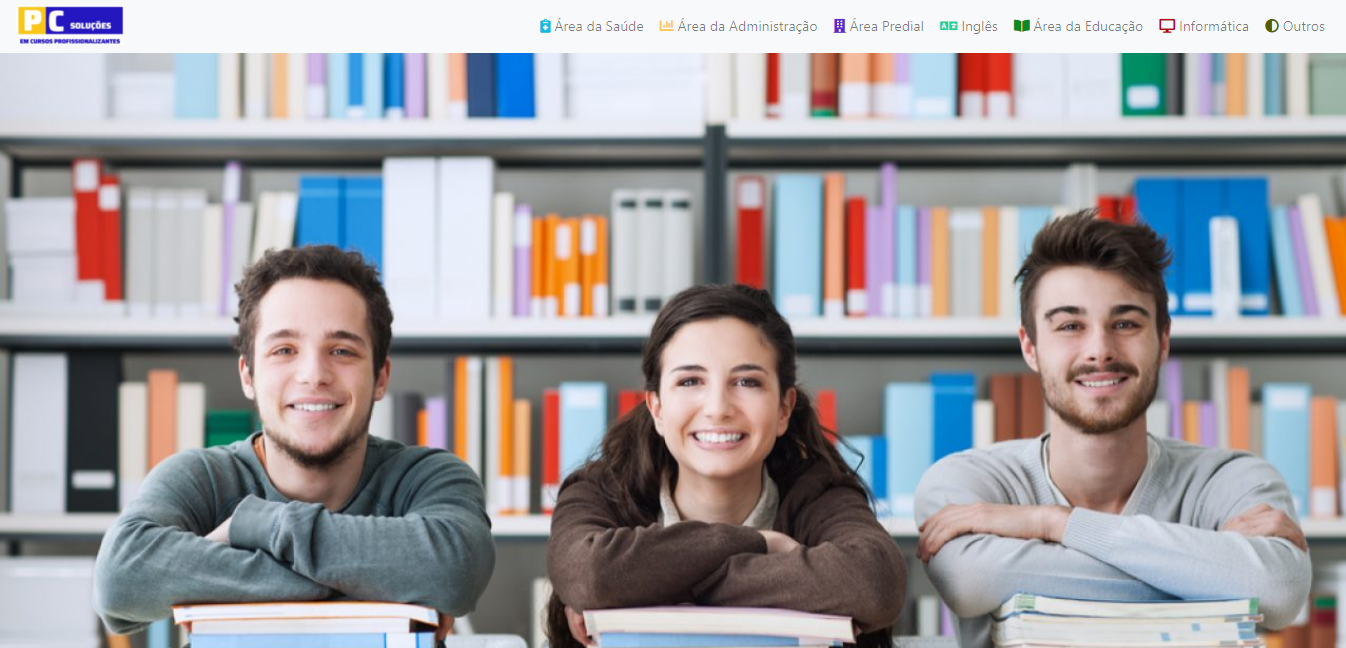 PC SOLUÇÕES
EM CURSOS PROFISSIONALIZANTES
Área da Saúde Área da Administração Área Predial Inglês Área da Educação Informática Outros